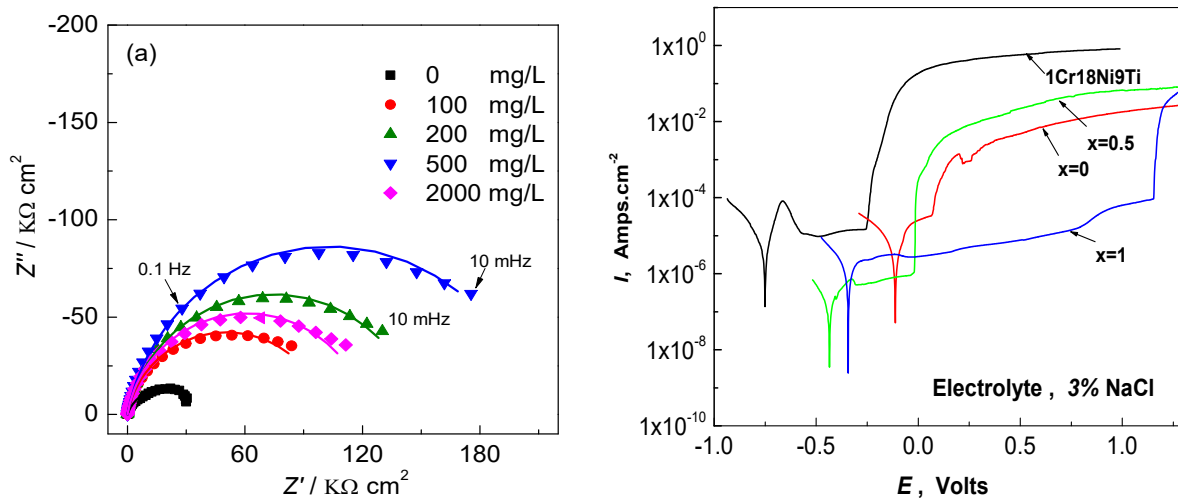 (a)
0 mg/L
100 mg/L
200 mg/L
500 mg/L
2000 mg/L
0.1 Hz
10 mHz
10 mHz
-200
-150
-100
-50
0
Z″ / KΩ cm²
0 60 120 180
Z′ / KΩ cm²
1x10⁰
1x10⁻²
1x10⁻⁴
1x10⁻⁶
1x10⁻⁸
1x10⁻¹⁰
I, Amps.cm⁻²
1Cr18Ni9Ti
x=0.5
x=0
x=1
Electrolyte , 3% NaCl
-1.0 -0.5 0.0 0.5 1.0
E , Volts